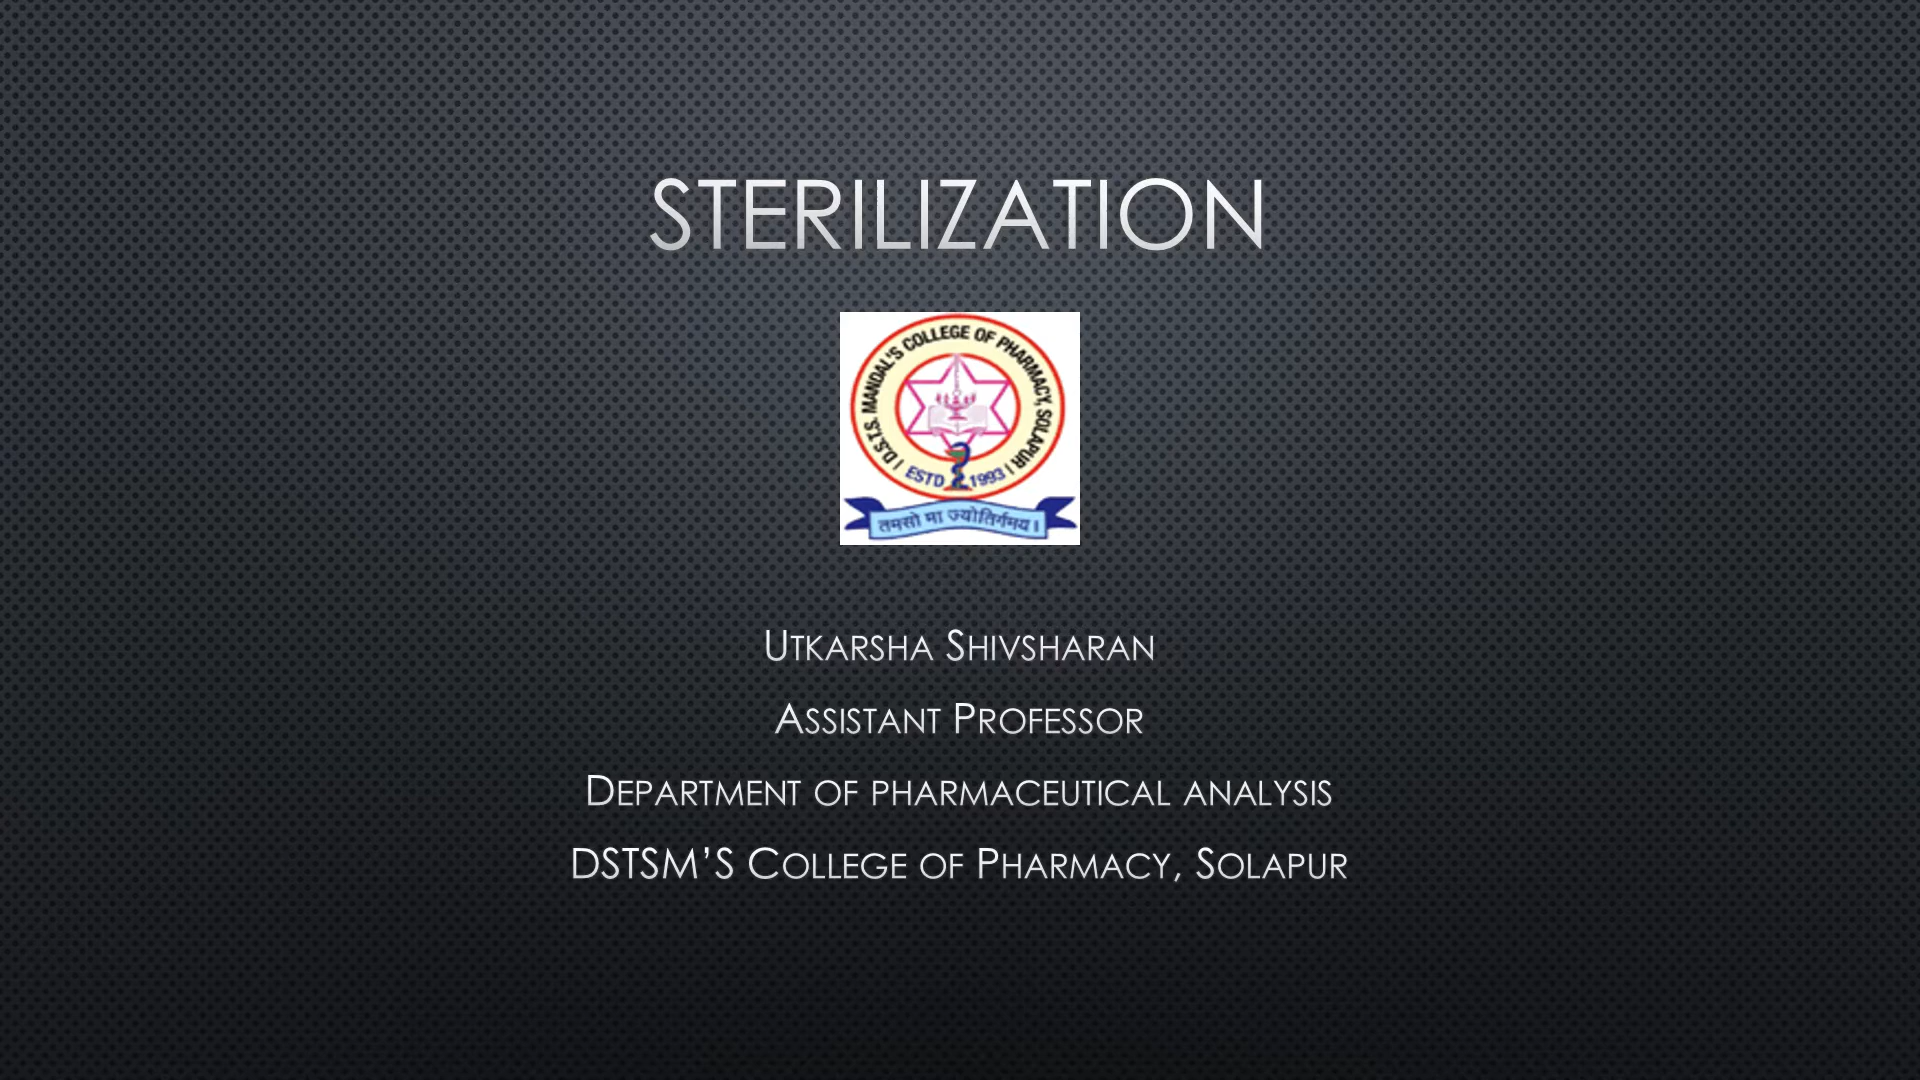 STERILIZATION
| D.S.T.S. MANDAL'S COLLEGE OF PHARMACY, SOLAPUR |
ESTD 1993
तमसो मा ज्योतिर्गमय।
UTKARSHA SHIVSHARAN
ASSISTANT PROFESSOR
DEPARTMENT OF PHARMACEUTICAL ANALYSIS
DSTSM’S COLLEGE OF PHARMACY, SOLAPUR